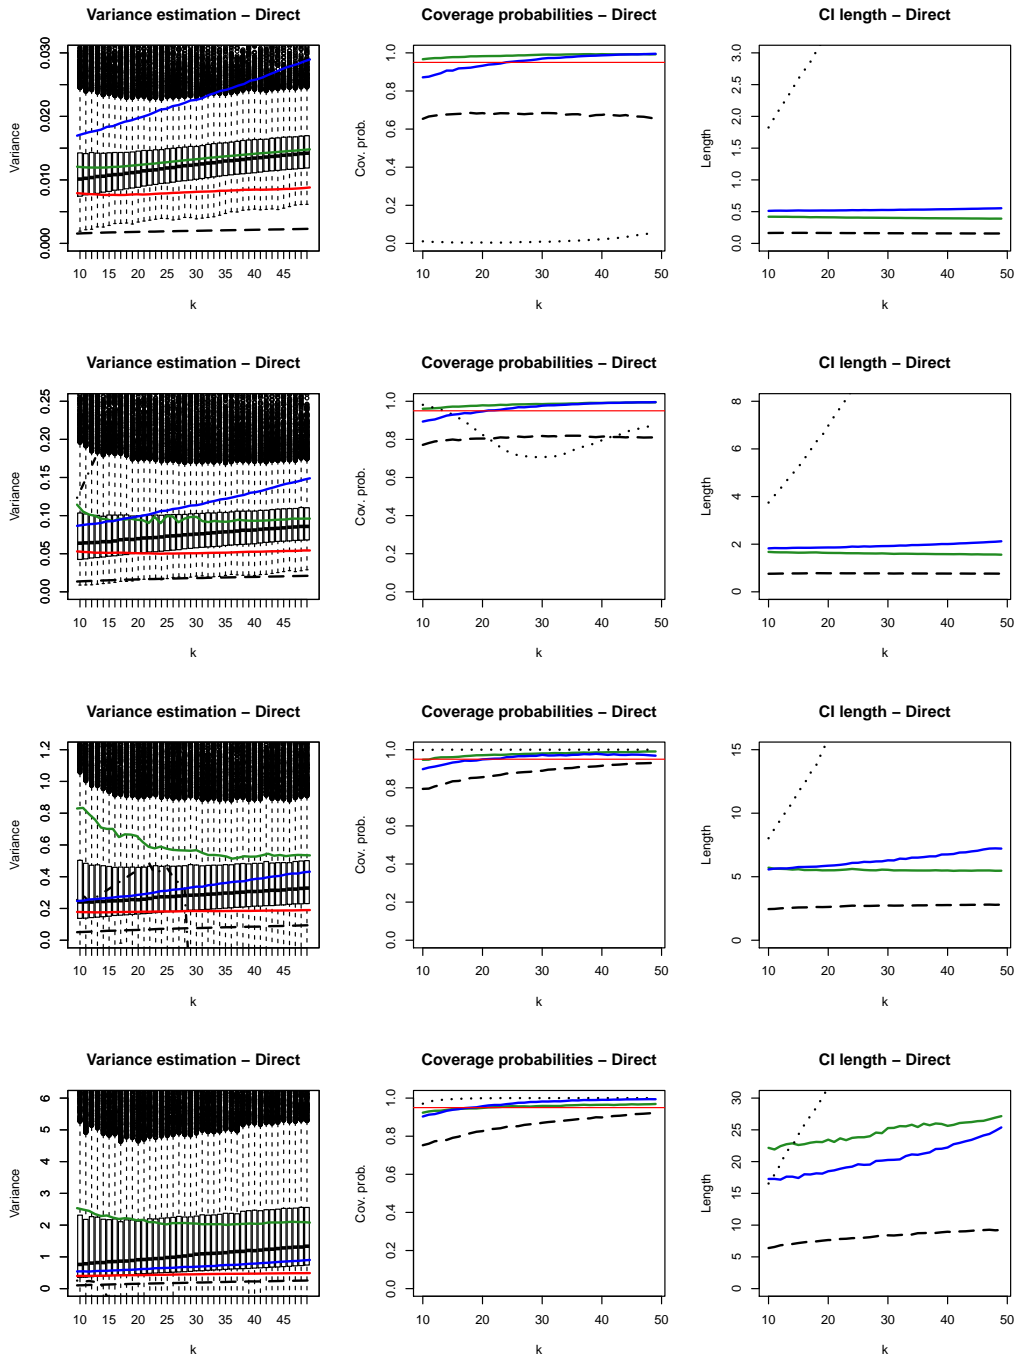 Variance estimation – Direct
Coverage probabilities – Direct
CI length – Direct
Variance
0.000 0.010 0.020 0.030
10 15 20 25 30 35 40 45
k
Cov. prob.
0.0 0.2 0.4 0.6 0.8 1.0
10 20 30 40 50
k
Length
0.0 0.5 1.0 1.5 2.0 2.5 3.0
10 20 30 40 50
k
Variance estimation – Direct
Coverage probabilities – Direct
CI length – Direct
Variance
0.00 0.05 0.10 0.15 0.20 0.25
10 15 20 25 30 35 40 45
k
Cov. prob.
0.0 0.2 0.4 0.6 0.8 1.0
10 20 30 40 50
k
Length
0 2 4 6 8
10 20 30 40 50
k
Variance estimation – Direct
Coverage probabilities – Direct
CI length – Direct
Variance
0.0 0.2 0.4 0.6 0.8 1.0 1.2
10 15 20 25 30 35 40 45
k
Cov. prob.
0.0 0.2 0.4 0.6 0.8 1.0
10 20 30 40 50
k
Length
0 5 10 15
10 20 30 40 50
k
Variance estimation – Direct
Coverage probabilities – Direct
CI length – Direct
Variance
0 1 2 3 4 5 6
10 15 20 25 30 35 40 45
k
Cov. prob.
0.0 0.2 0.4 0.6 0.8 1.0
10 20 30 40 50
k
Length
0 5 10 15 20 25 30
10 20 30 40 50
k